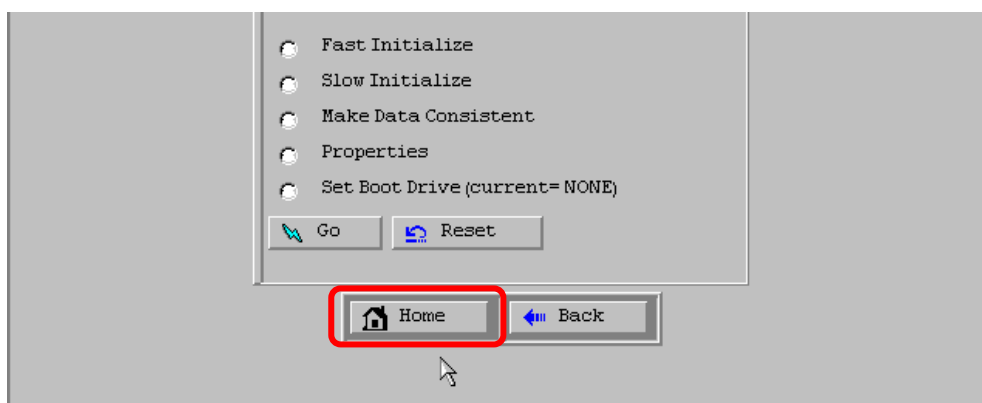 Fast Initialize
Slow Initialize
Make Data Consistent
Properties
Set Boot Drive (current= NONE)
Go Reset
Home Back